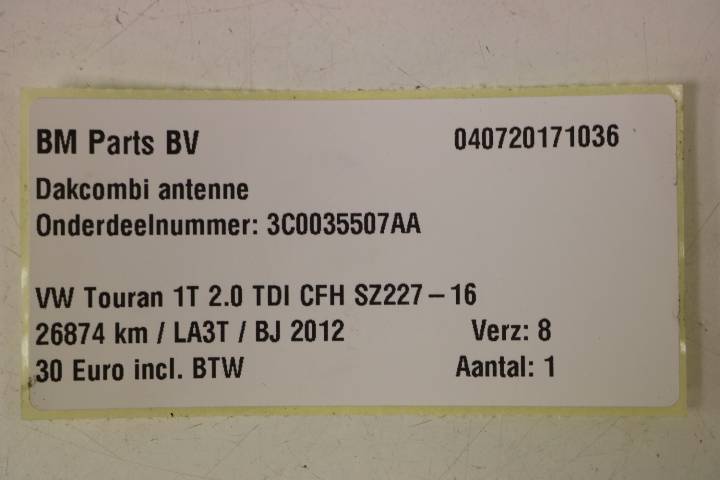 BM Parts BV 040720171036
Dakcombi antenne
Onderdeelnummer: 3C0035507AA
VW Touran 1T 2.0 TDI CFH SZ227 – 16
26874 km / LA3T / BJ 2012 Verz: 8
30 Euro incl. BTW Aantal: 1